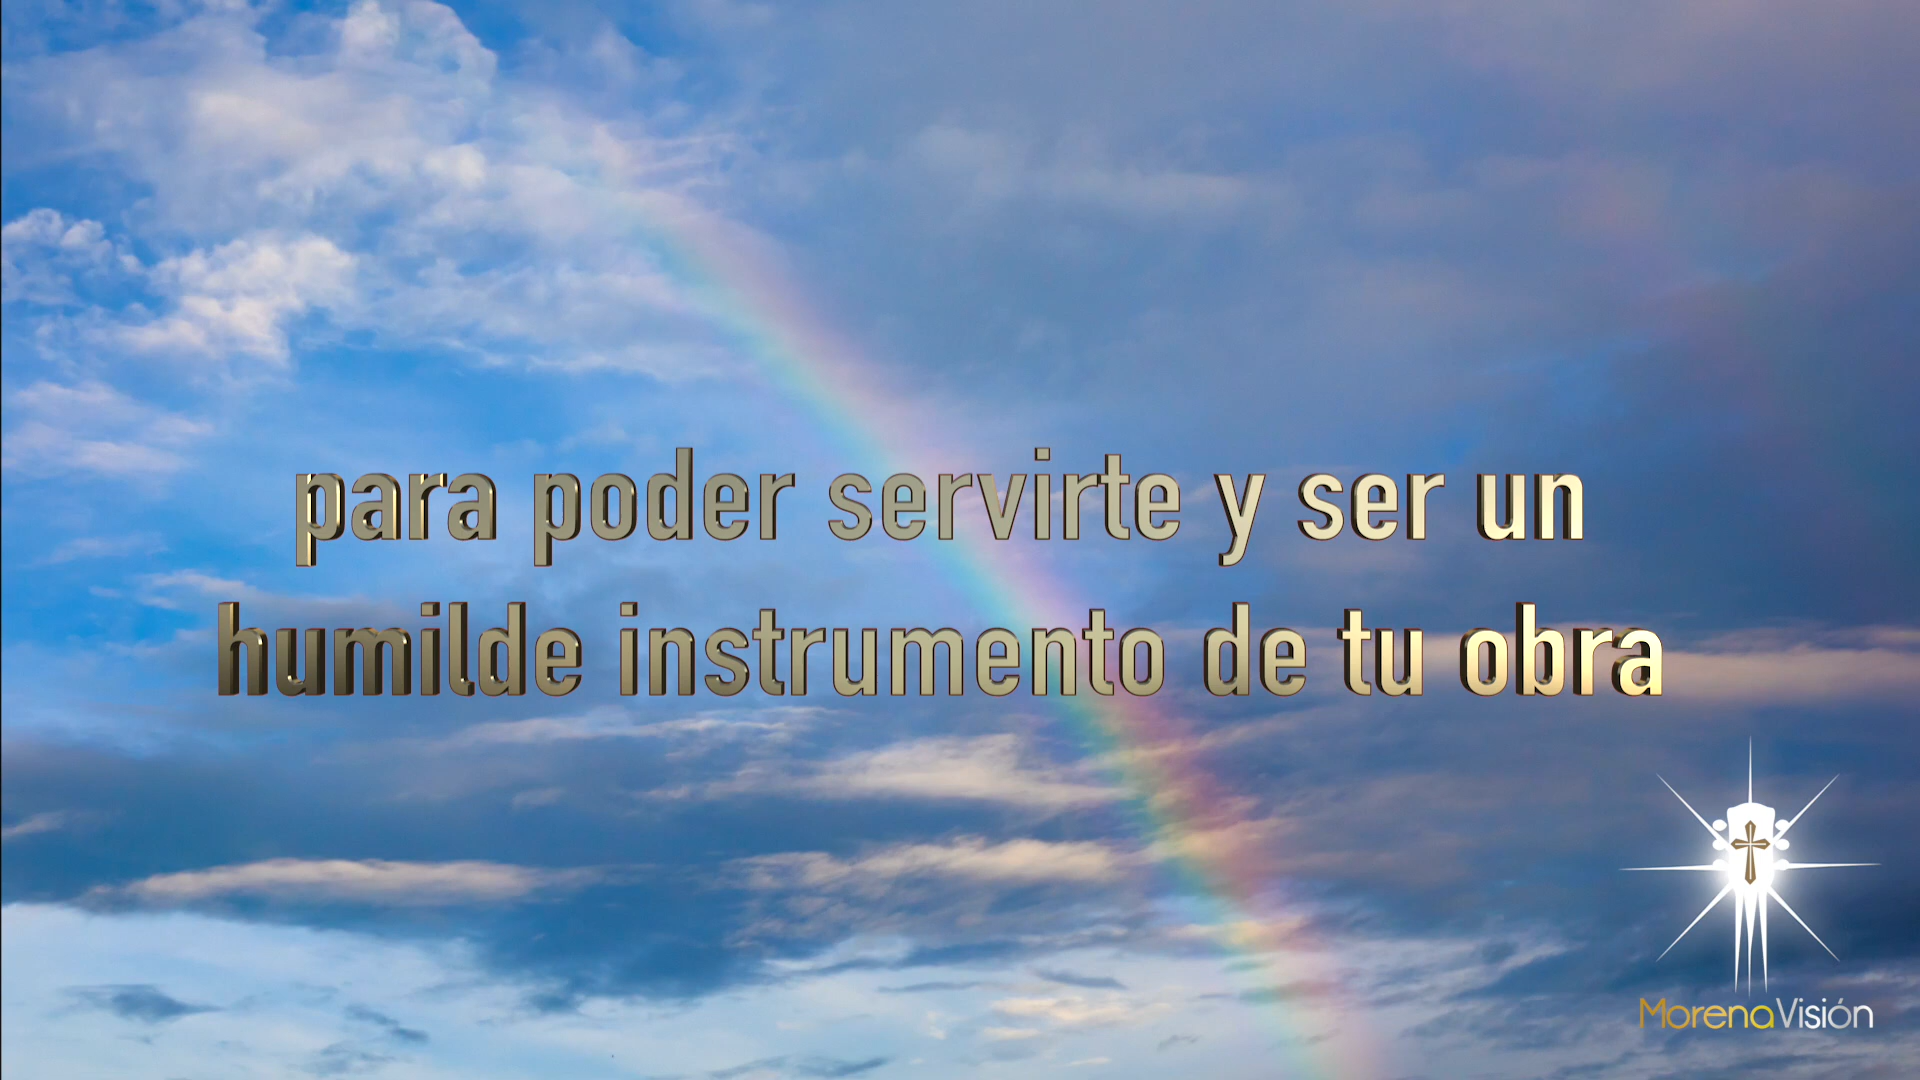 para poder servirte y ser un
humilde instrumento de tu obra
MorenaVisión